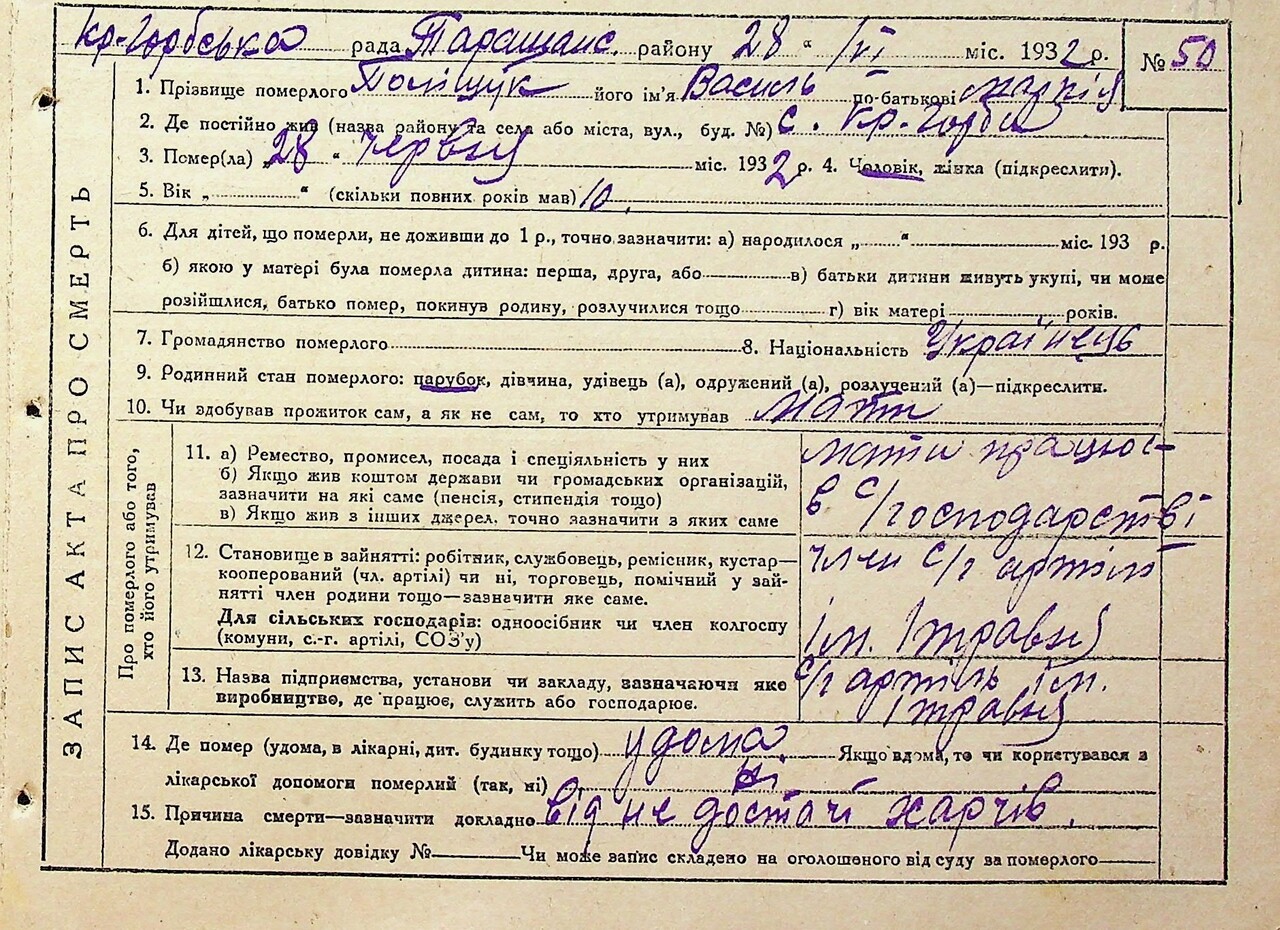 Кр-Горбська рада Таращанс. району 28 " /VI міс. 1932 р. № 50
ЗАПИС АКТА ПРО СМЕРТЬ
1. Прізвище померлого Поліщук його ім'я Василь по-батькові
2. Де постійно жив (назва району та села або міста, вул., буд. №) с. Кр-Горби
3. Помер(ла) „28 " Червня міс. 1932 р. 4. Чоловік, жінка (підкреслити).
5. Вік „ " (скільки повних років мав) 10.
6. Для дітей, що померли, не доживши до 1 р., точно зазначити: а) народилося „ " міс. 193 р.
б) якою у матері була померла дитина: перша, друга, або в) батьки дитини живуть укупі, чи може
розійшлися, батько помер, покинув родину, розлучилися тощо г) вік матері років.
7. Громадянство померлого 8. Національність Українець
9. Родинний стан померлого: парубок, дівчина, удівець (а), одружений (а), розлучений (а)—підкреслити.
10. Чи здобував прожиток сам, а як не сам, то хто утримував Мати
Про померлого або того,
хто його утримував
11. а) Ремество, промисел, посада і спеціяльність у них
б) Якщо жив коштом держави чи громадських організацій,
зазначити на які саме (пенсія, стипендія тощо)
в) Якщо жив з інших джерел, точно зазначити з яких саме
мати працює
в с/господарстві
12. Становище в зайнятті: робітник, службовець, ремісник, кустар—
кооперований (чл. артілі) чи ні, торговець, помічний у зай-
нятті член родини тощо—зазначити яке саме.
Для сільських господарів: одноосібник чи член колгоспу
(комуни, с.-г. артілі, СОЗ'у)
член с/г артілі
ім. 1 травня
13. Назва підприємства, установи чи закладу, зазначаючи яке
виробництво, де працює, служить або господарює.
с/г артіль ім.
1 травня
14. Де помер (удома, в лікарні, дит. будинку тощо) удома Якщо вдома, то чи користувався з
лікарської допомоги померлий (так, ні) ні
15. Причина смерти—зазначити докладно від не достачі харчів.
Додано лікарську довідку № Чи може запис складено на оголошеного від суду за померлого